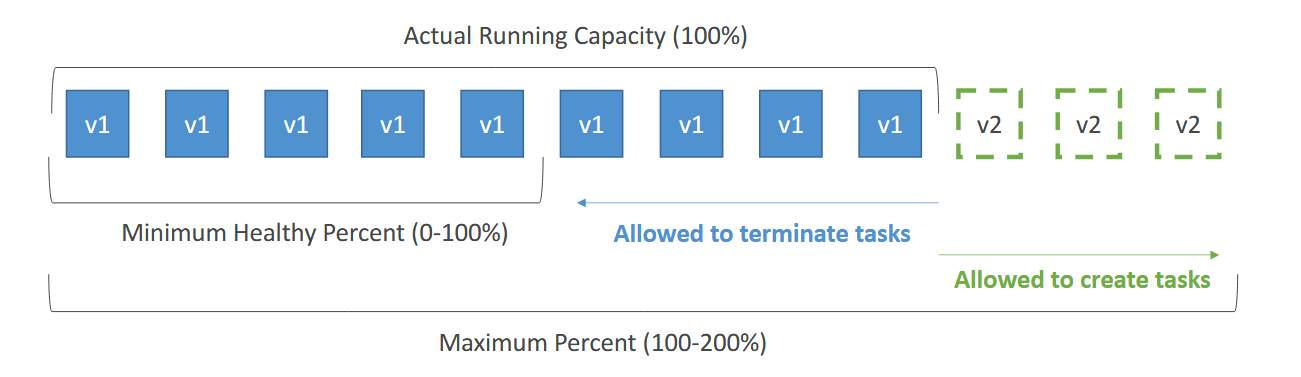 Actual Running Capacity (100%)
v1 v1 v1 v1 v1 v1 v1 v1 v1 v2 v2 v2
Minimum Healthy Percent (0-100%)
Allowed to terminate tasks
Allowed to create tasks
Maximum Percent (100-200%)